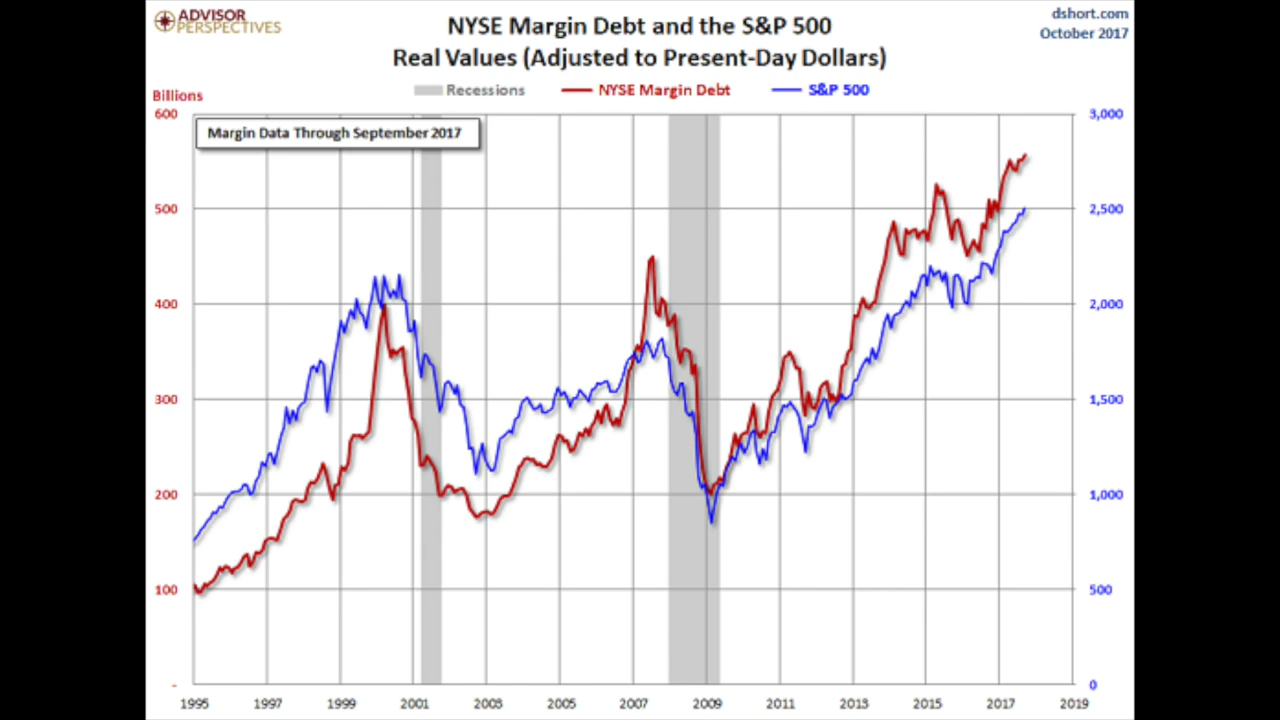 ADVISOR
PERSPECTIVES
NYSE Margin Debt and the S&P 500
Real Values (Adjusted to Present-Day Dollars)
dshort.com
October 2017
Recessions
NYSE Margin Debt
S&P 500
Billions
Margin Data Through September 2017
600
500
400
300
200
100
-
3,000
2,500
2,000
1,500
1,000
500
0
1995
1997
1999
2001
2003
2005
2007
2009
2011
2013
2015
2017
2019